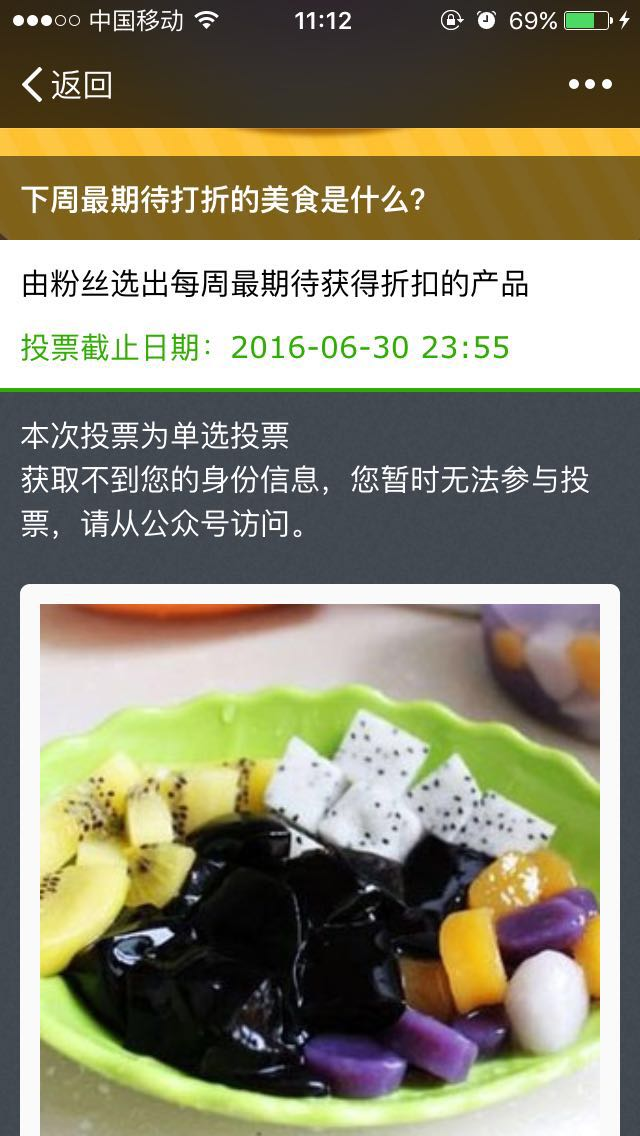 中国移动 11:12 69%
返回
下周最期待打折的美食是什么?
由粉丝选出每周最期待获得折扣的产品
投票截止日期：2016-06-30 23:55
本次投票为单选投票
获取不到您的身份信息，您暂时无法参与投
票，请从公众号访问。